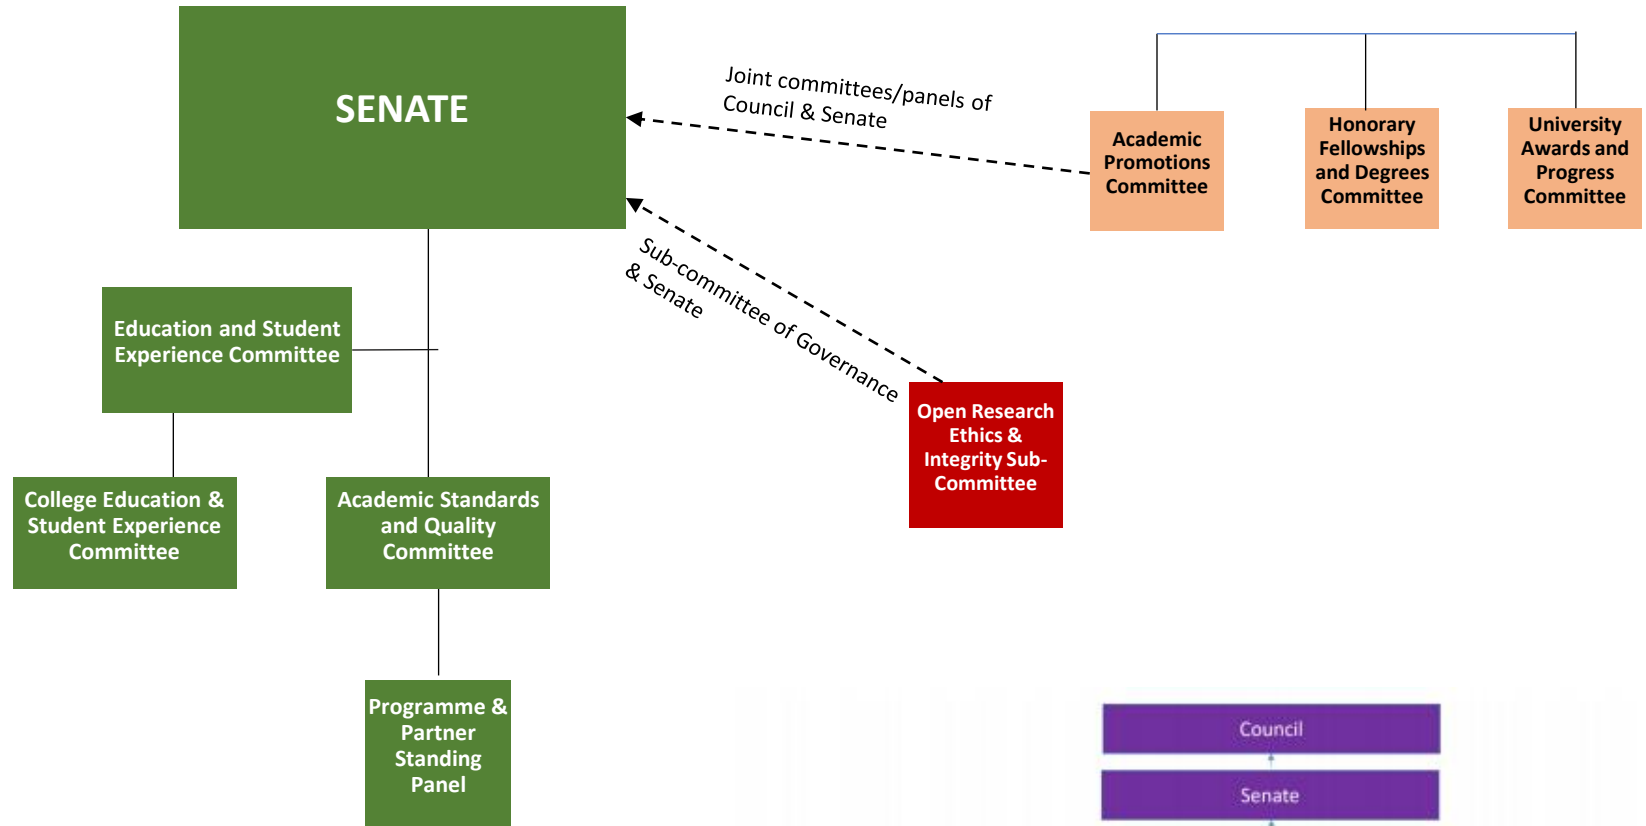 SENATE
Joint committees/panels of
Council & Senate
Academic
Promotions
Committee
Honorary
Fellowships
and Degrees
Committee
University
Awards and
Progress
Committee
Sub-committee of Governance
& Senate
Education and Student
Experience Committee
Open Research
Ethics &
Integrity Sub-
Committee
College Education &
Student Experience
Committee
Academic Standards
and Quality
Committee
Programme &
Partner
Standing
Panel
Council
Senate